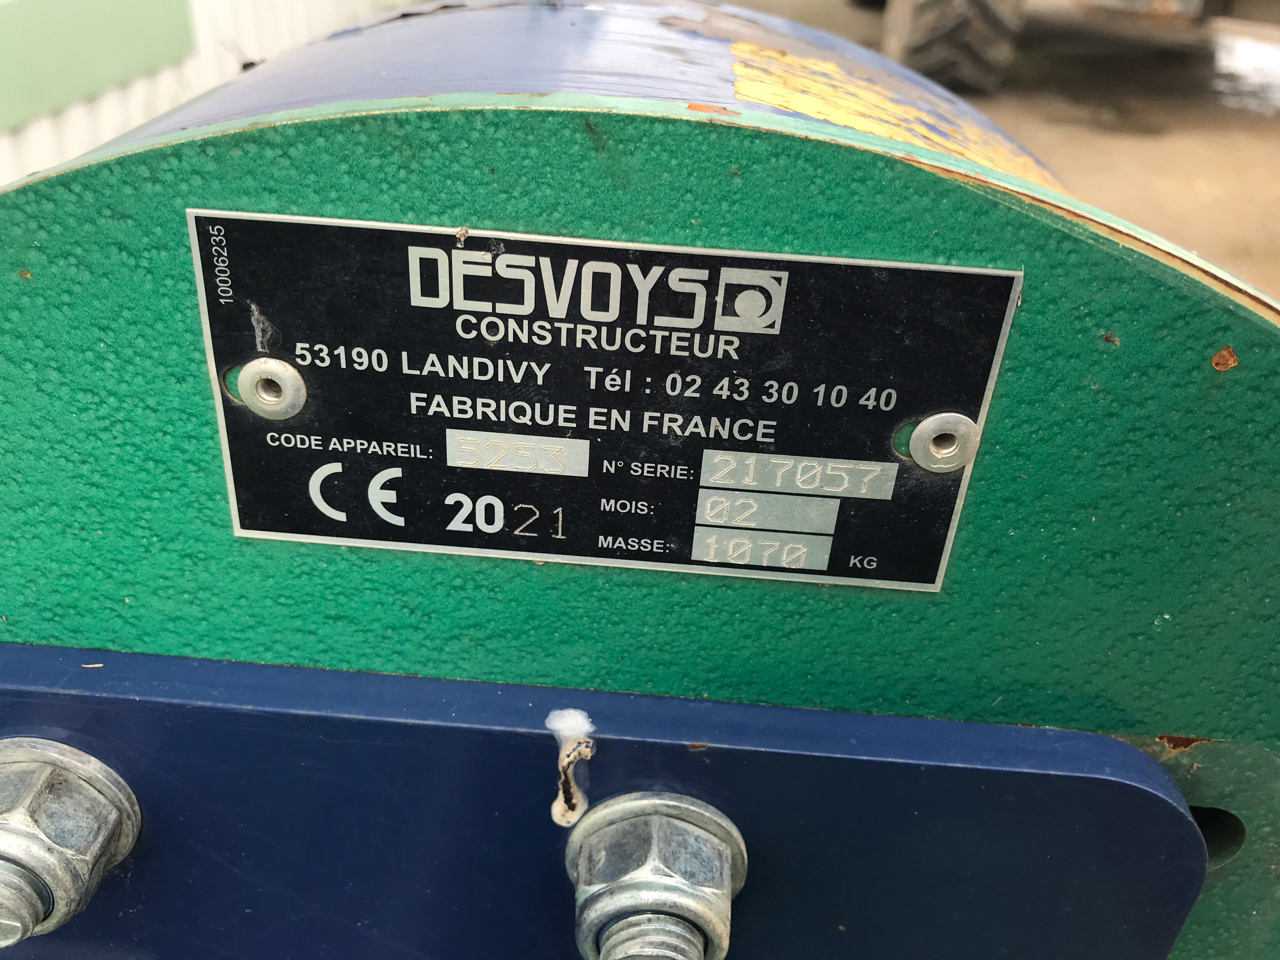 10006235
DESVOYS
CONSTRUCTEUR
53190 LANDIVY Tél : 02 43 30 10 40
FABRIQUE EN FRANCE
CODE APPAREIL: 5253 N° SERIE: 217057
CE 2021 MOIS: 02
MASSE: 1070 KG